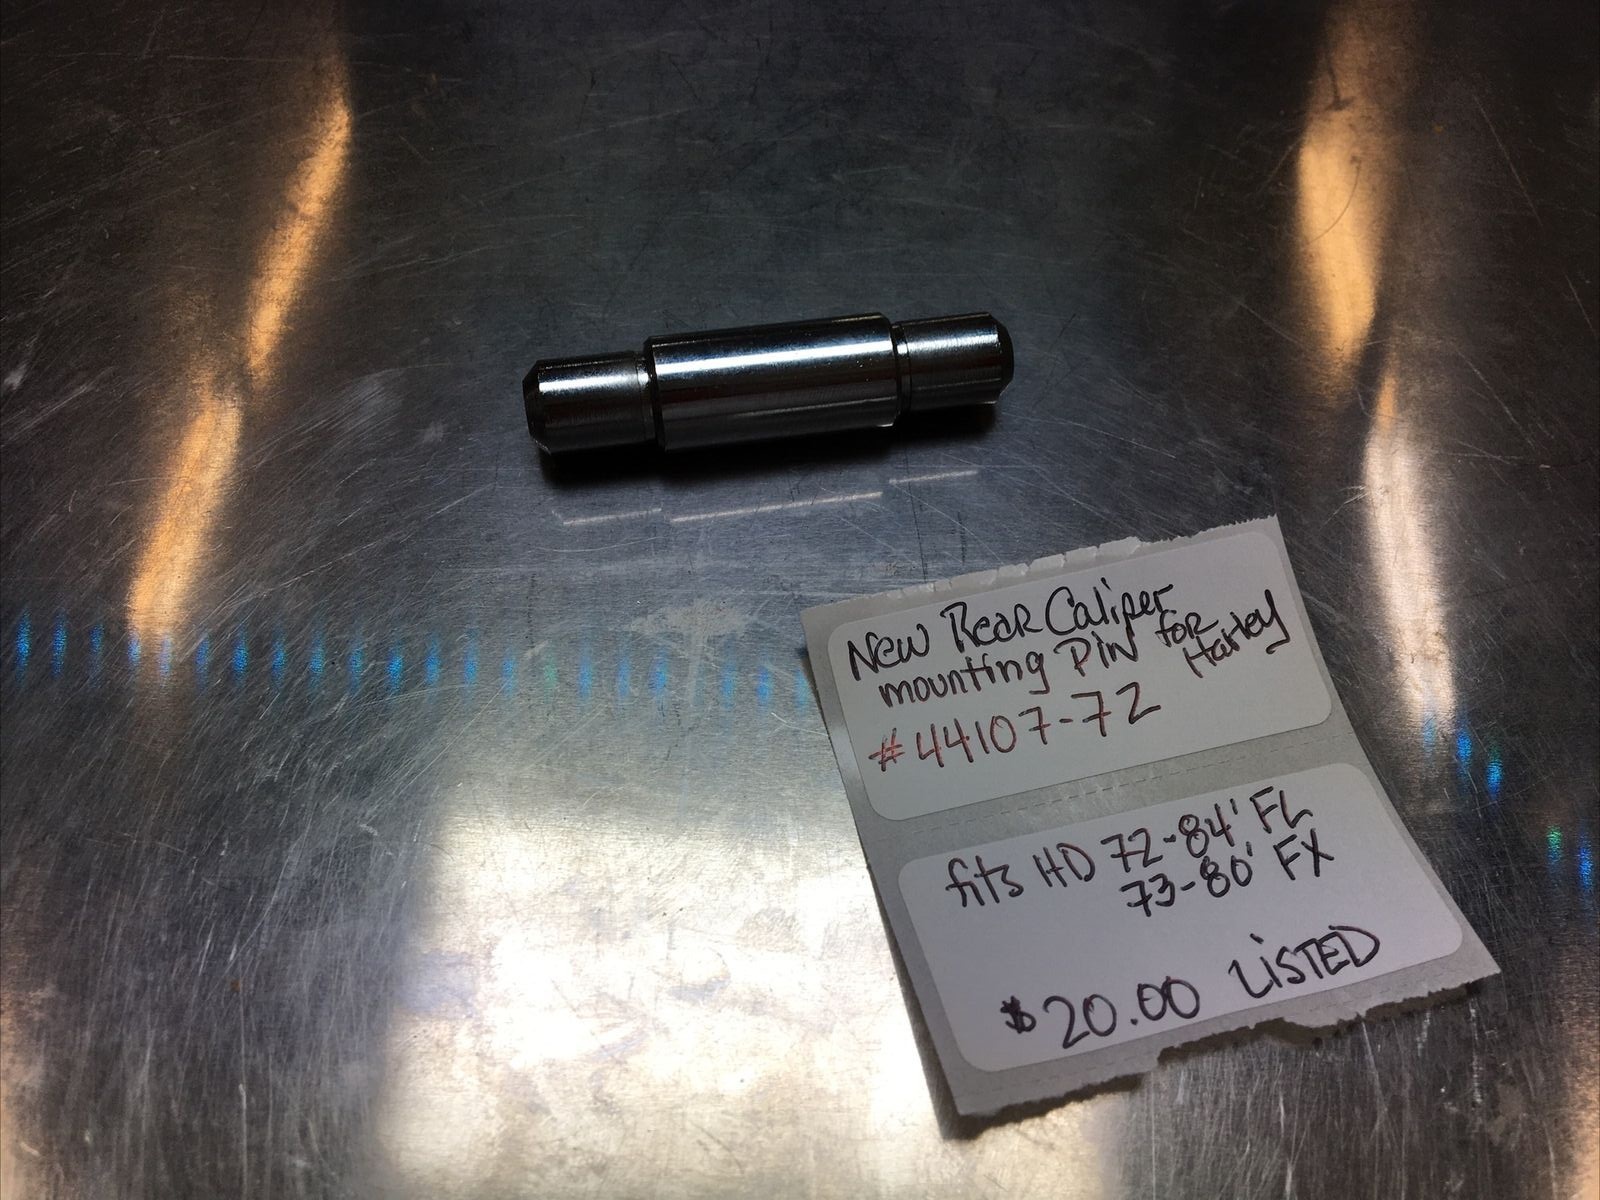 New Rear Caliper
mounting Pin for
Harley
#44107-72
fits HD 72-84' FL
73-80' FX
$20.00 LISTED